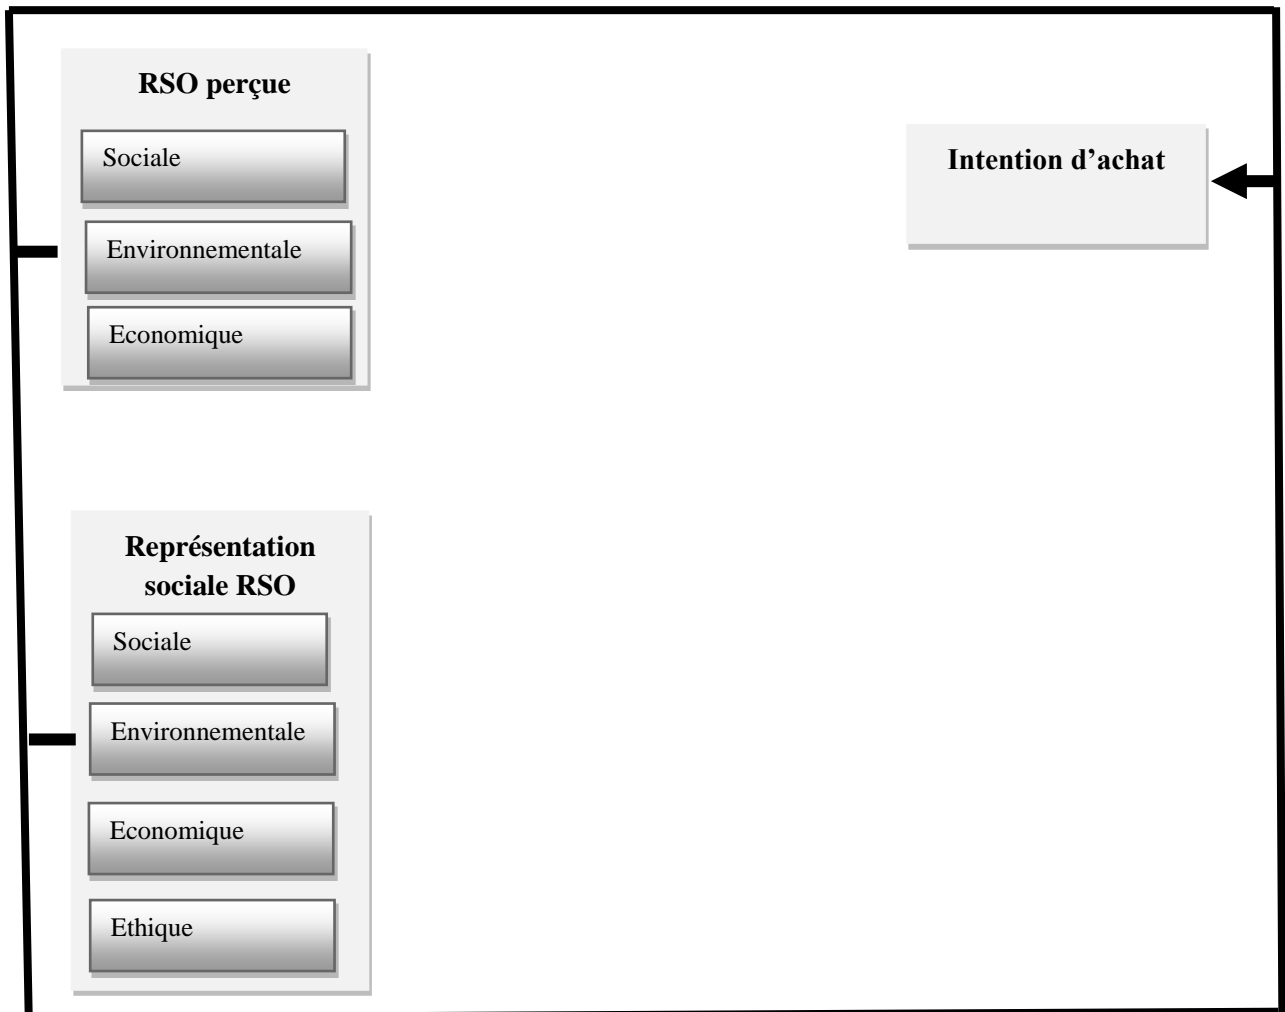 RSO perçue
Sociale
Environnementale
Economique
Intention d’achat
Représentation
sociale RSO
Sociale
Environnementale
Economique
Ethique